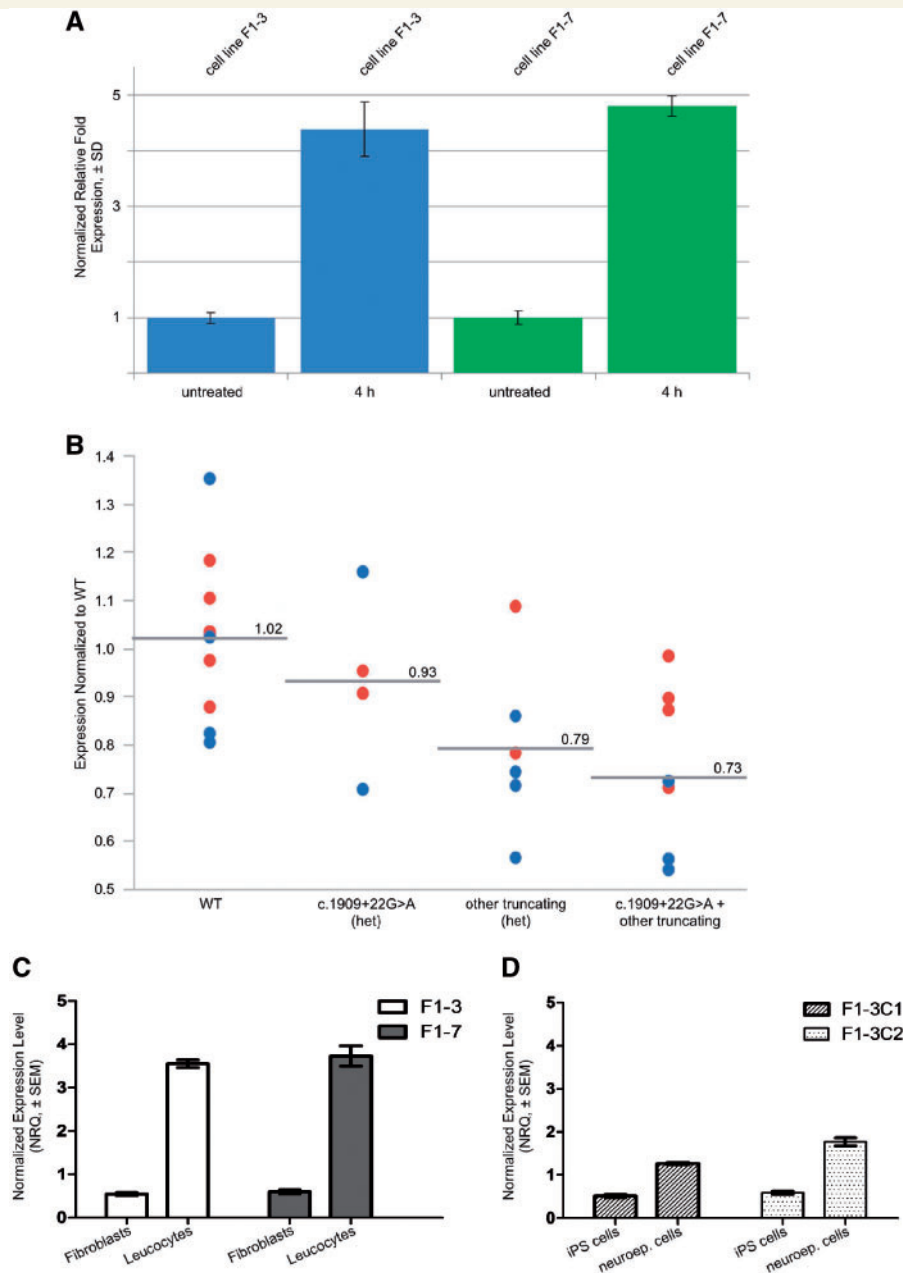 A
cell line F1-3
cell line F1-3
cell line F1-7
cell line F1-7
Normalized Relative Fold
Expression, ± SD
5
3
1
untreated
4 h
untreated
4 h
B
Expression Normalized to WT
1.4
1.3
1.2
1.1
1.0
0.9
0.8
0.7
0.6
0.5
1.02
0.93
0.79
0.73
WT
c.1909+22G>A
(het)
other truncating
(het)
c.1909+22G>A +
other truncating
C
Normalized Expression Level
(NRQ, ± SEM)
5
4
3
2
1
0
F1-3
F1-7
Fibroblasts
Leucocytes
Fibroblasts
Leucocytes
D
Normalized Expression Level
(NRQ, ± SEM)
5
4
3
2
1
0
F1-3C1
F1-3C2
iPS cells
neuroep. cells
iPS cells
neuroep. cells